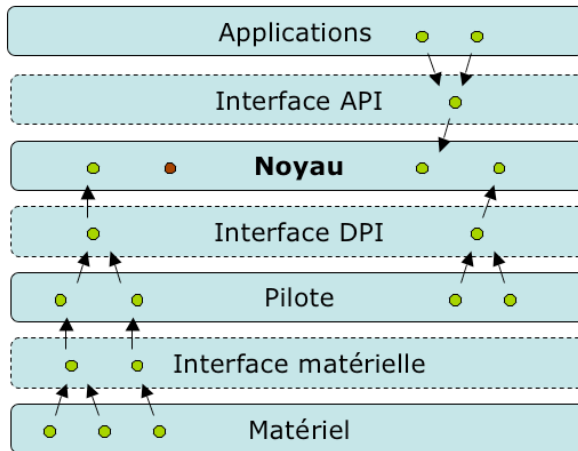 Applications
Interface API
Noyau
Interface DPI
Pilote
Interface matérielle
Matériel